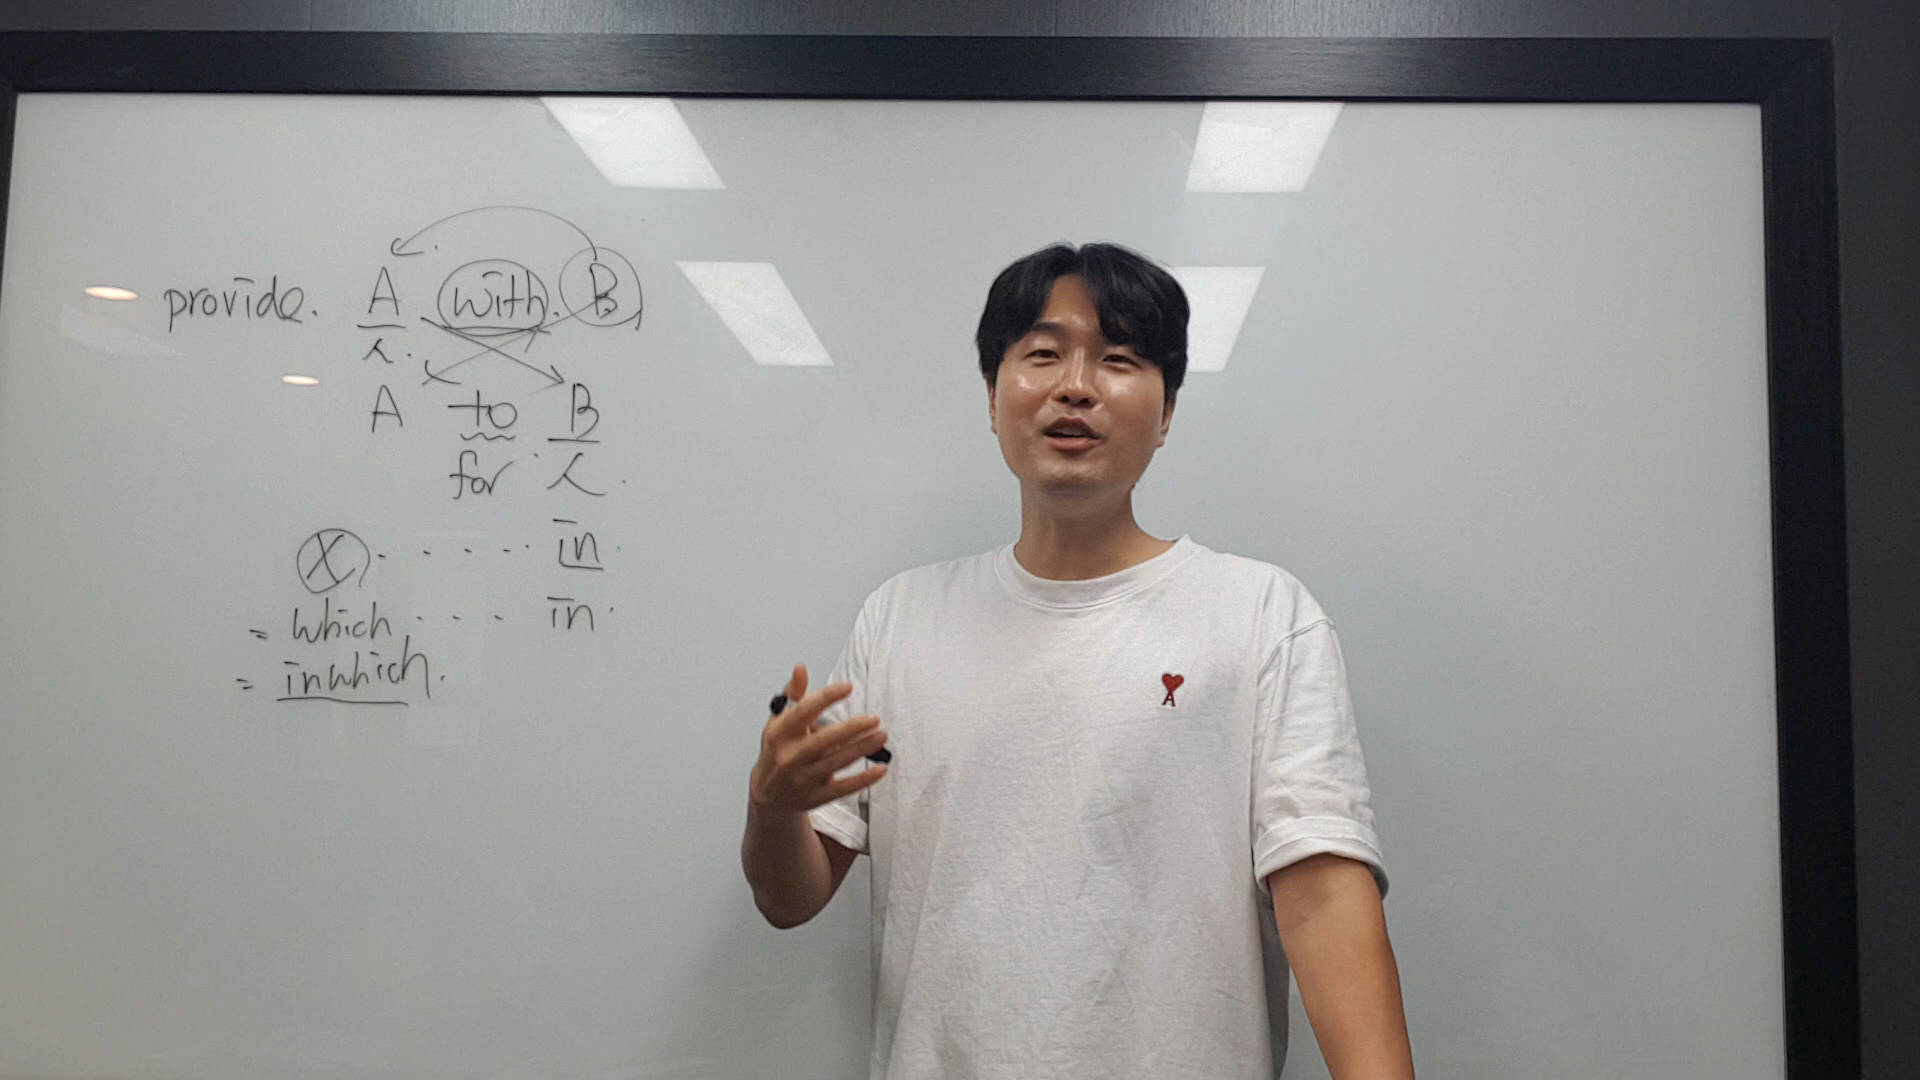 provide. A with. B
人.
A to B
for 人.
X ..... in.
= which ... in.
= in which.
A